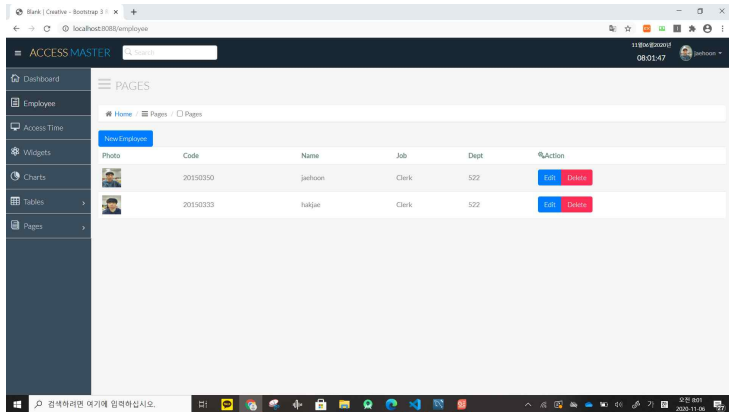 Blank | Creative - Bootstrap 3
localhost:8088/employee
ACCESS MASTER
Search
11월06일2020년
08:01:47
jaehoon
Dashboard
Employee
Access Time
Widgets
Charts
Tables
Pages
PAGES
Home / Pages / Pages
New Employee
Photo Code Name Job Dept Action
20150350 jaehoon Clerk 522 Edit Delete
20150333 hakjae Clerk 522 Edit Delete
검색하려면 여기에 입력하십시오.
가
오전 8:01
2020-11-06
27